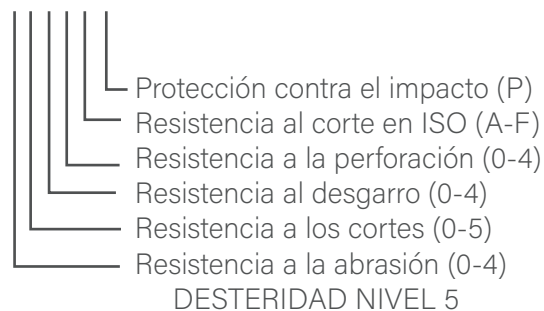 Protección contra el impacto (P)
Resistencia al corte en ISO (A-F)
Resistencia a la perforación (0-4)
Resistencia al desgarro (0-4)
Resistencia a los cortes (0-5)
Resistencia a la abrasión (0-4)
DESTERIDAD NIVEL 5